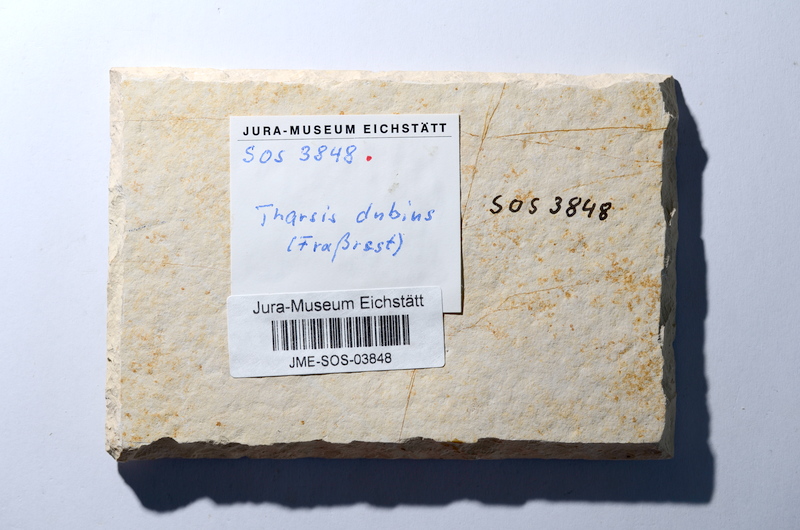 JURA-MUSEUM EICHSTÄTT
SOS 3848.
Tharsis dubius
(Fraßrest)
SOS 3848
Jura-Museum Eichstätt
JME-SOS-03848